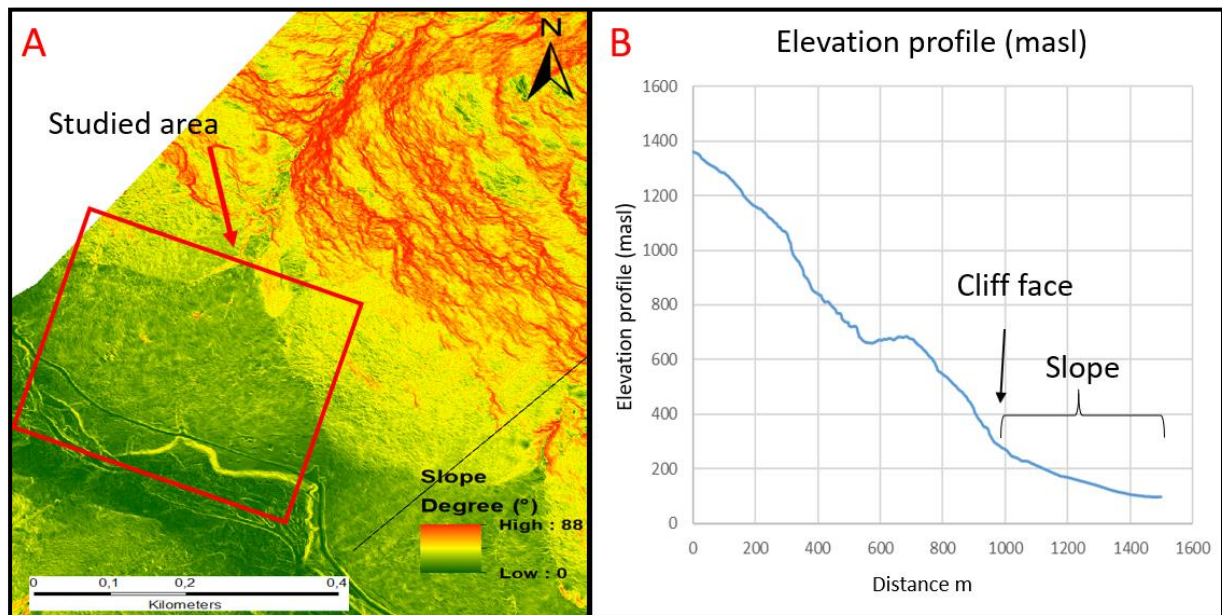 A
N
Studied area
Slope
Degree (°)
High : 88
Low : 0
0 0,1 0,2 0,4
Kilometers
B
Elevation profile (masl)
Elevation profile (masl)
1600
1400
1200
1000
800
600
400
200
0
Cliff face
Slope
0 200 400 600 800 1000 1200 1400 1600
Distance m